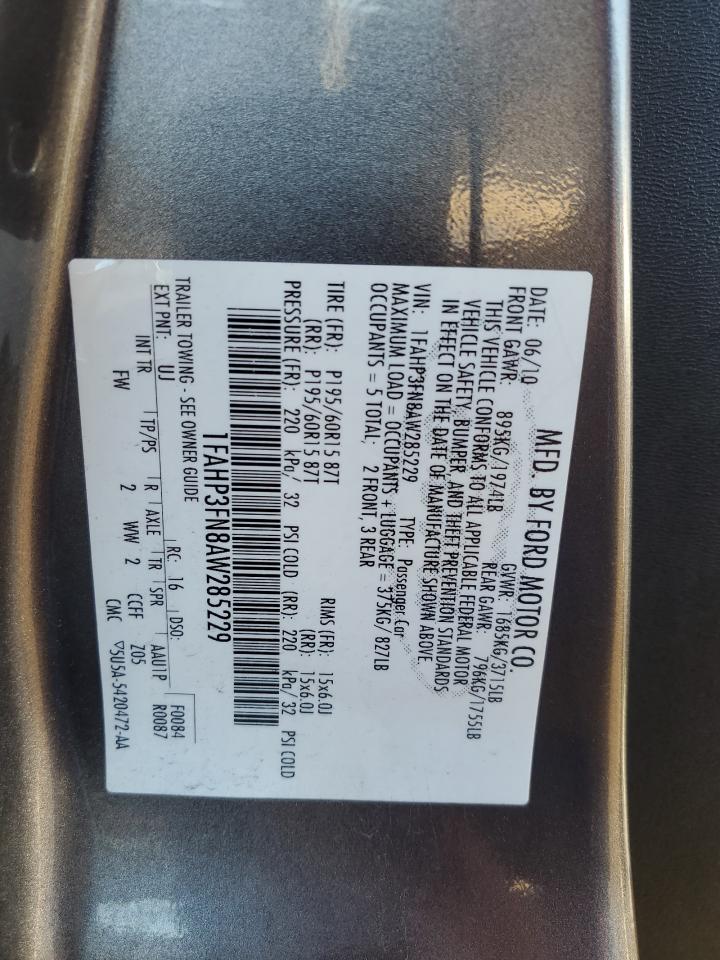 MFD. BY FORD MOTOR CO.
DATE: 06/10 GVWR: 1685KG/3715LB
FRONT GAWR: 895KG/1974LB REAR GAWR: 796KG/1755LB
THIS VEHICLE CONFORMS TO ALL APPLICABLE FEDERAL MOTOR
VEHICLE SAFETY, BUMPER, AND THEFT PREVENTION STANDARDS
IN EFFECT ON THE DATE OF MANUFACTURE SHOWN ABOVE.
VIN: 1FAHP3FN8AW285229 TYPE: Passenger Car
MAXIMUM LOAD = OCCUPANTS + LUGGAGE = 375KG/ 827LB
OCCUPANTS = 5 TOTAL; 2 FRONT, 3 REAR
TIRE (FR): P195/60R15 87T RIMS (FR): 15x6.0J
(RR): P195/60R15 87T (RR): 15x6.0J
PRESSURE (FR): 220 kPa/ 32 PSI COLD (RR): 220 kPa/32 PSI COLD
1FAHP3FN8AW285229
TRAILER TOWING - SEE OWNER GUIDE
EXT PNT: UJ RC: 16 DSO: F0084
INT TR TP/PS R AXLE TR SPR AAU1P R0087
FW 2 WW 2 CCFF Z05
CMC ▽5U5A-5420472-AA